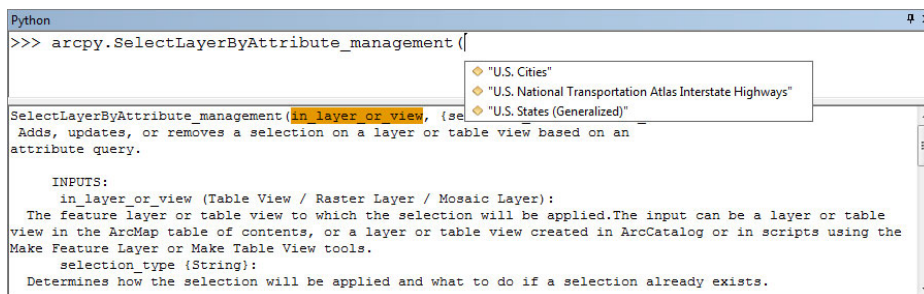 Python
>>> arcpy.SelectLayerByAttribute_management(
"U.S. Cities"
"U.S. National Transportation Atlas Interstate Highways"
"U.S. States (Generalized)"
SelectLayerByAttribute_management(in_layer_or_view, {se
Adds, updates, or removes a selection on a layer or table view based on an
attribute query.
INPUTS:
in_layer_or_view (Table View / Raster Layer / Mosaic Layer):
The feature layer or table view to which the selection will be applied.The input can be a layer or table
view in the ArcMap table of contents, or a layer or table view created in ArcCatalog or in scripts using the
Make Feature Layer or Make Table View tools.
selection_type {String}:
Determines how the selection will be applied and what to do if a selection already exists.